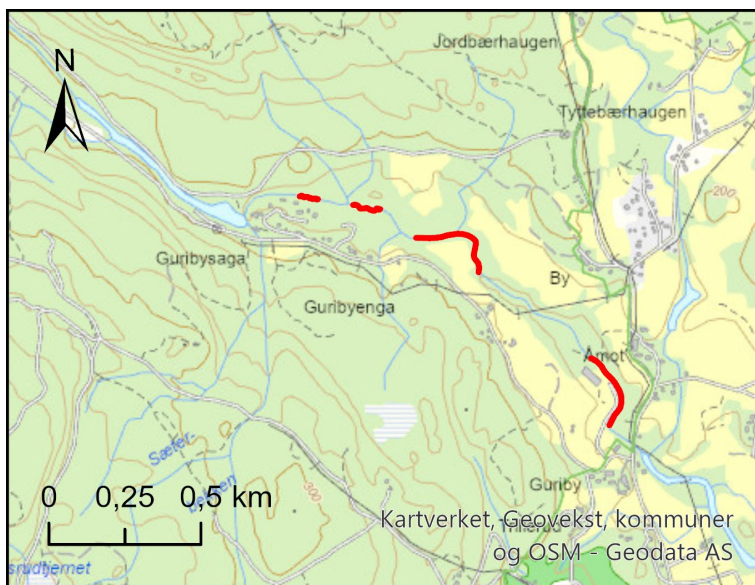 Jordbærhaugen
N
Tyttebærhaugen
200
Guribysaga
By
Guribyenga
Åmot
Sæter-
bekken
300
Guriby
0 0,25 0,5 km
Kartverket, Geovekst, kommuner
og OSM - Geodata AS